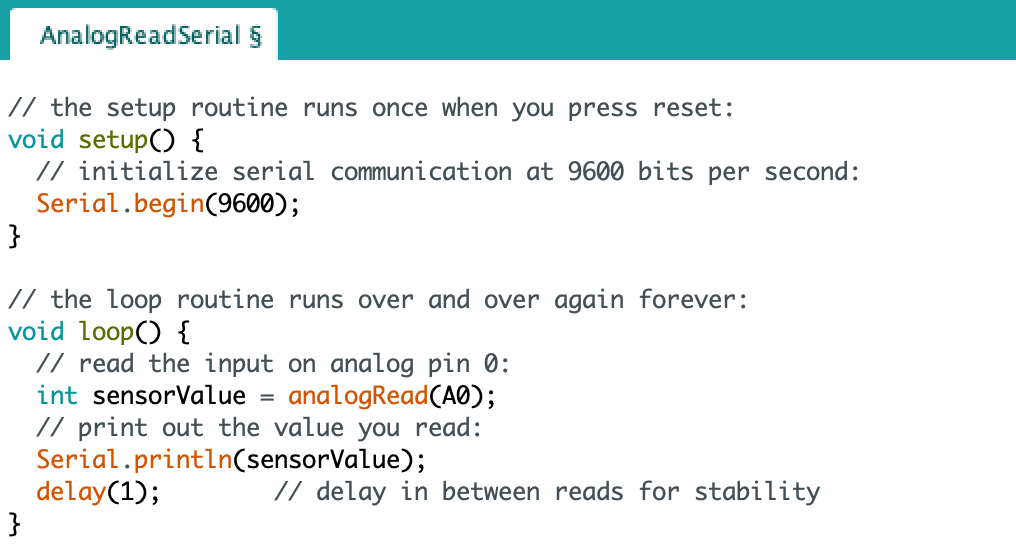 AnalogReadSerial §
// the setup routine runs once when you press reset:
void setup() {
  // initialize serial communication at 9600 bits per second:
  Serial.begin(9600);
}
// the loop routine runs over and over again forever:
void loop() {
  // read the input on analog pin 0:
  int sensorValue = analogRead(A0);
  // print out the value you read:
  Serial.println(sensorValue);
  delay(1);        // delay in between reads for stability
}